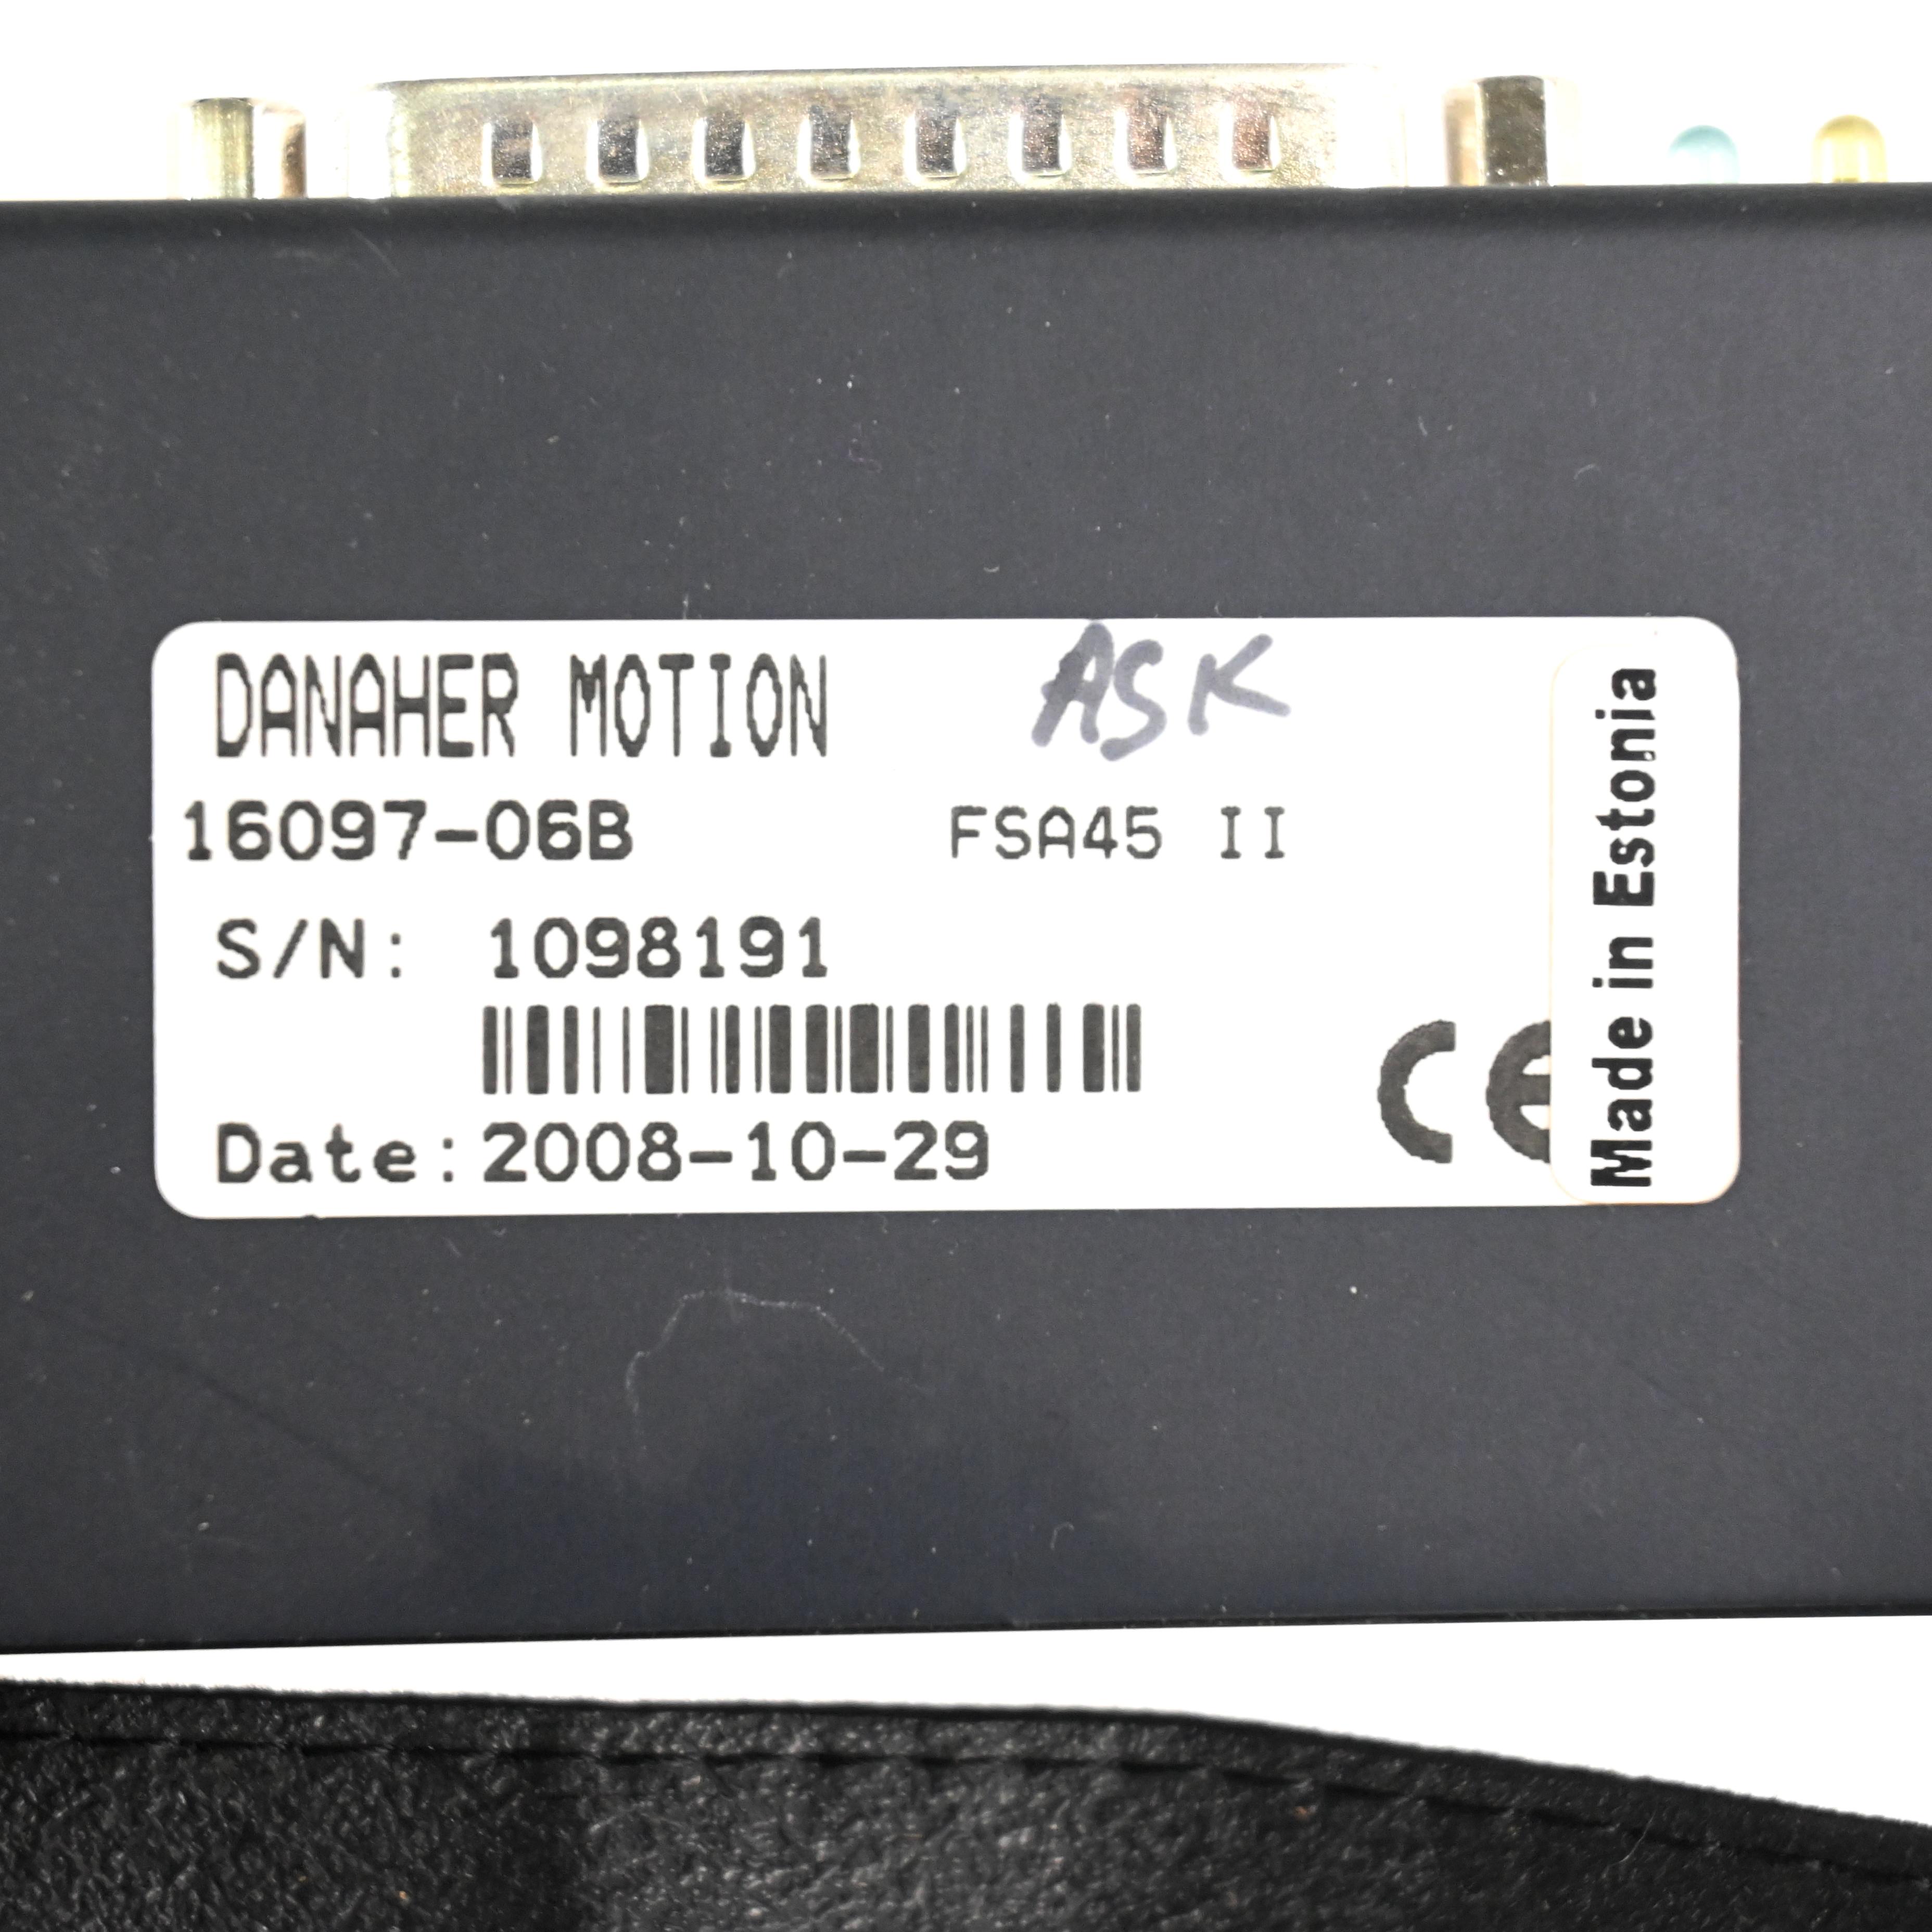 DANAHER MOTION ASK
16097-06B FSA45 II
S/N: 1098191
Date:2008-10-29
CE
Made in Estonia